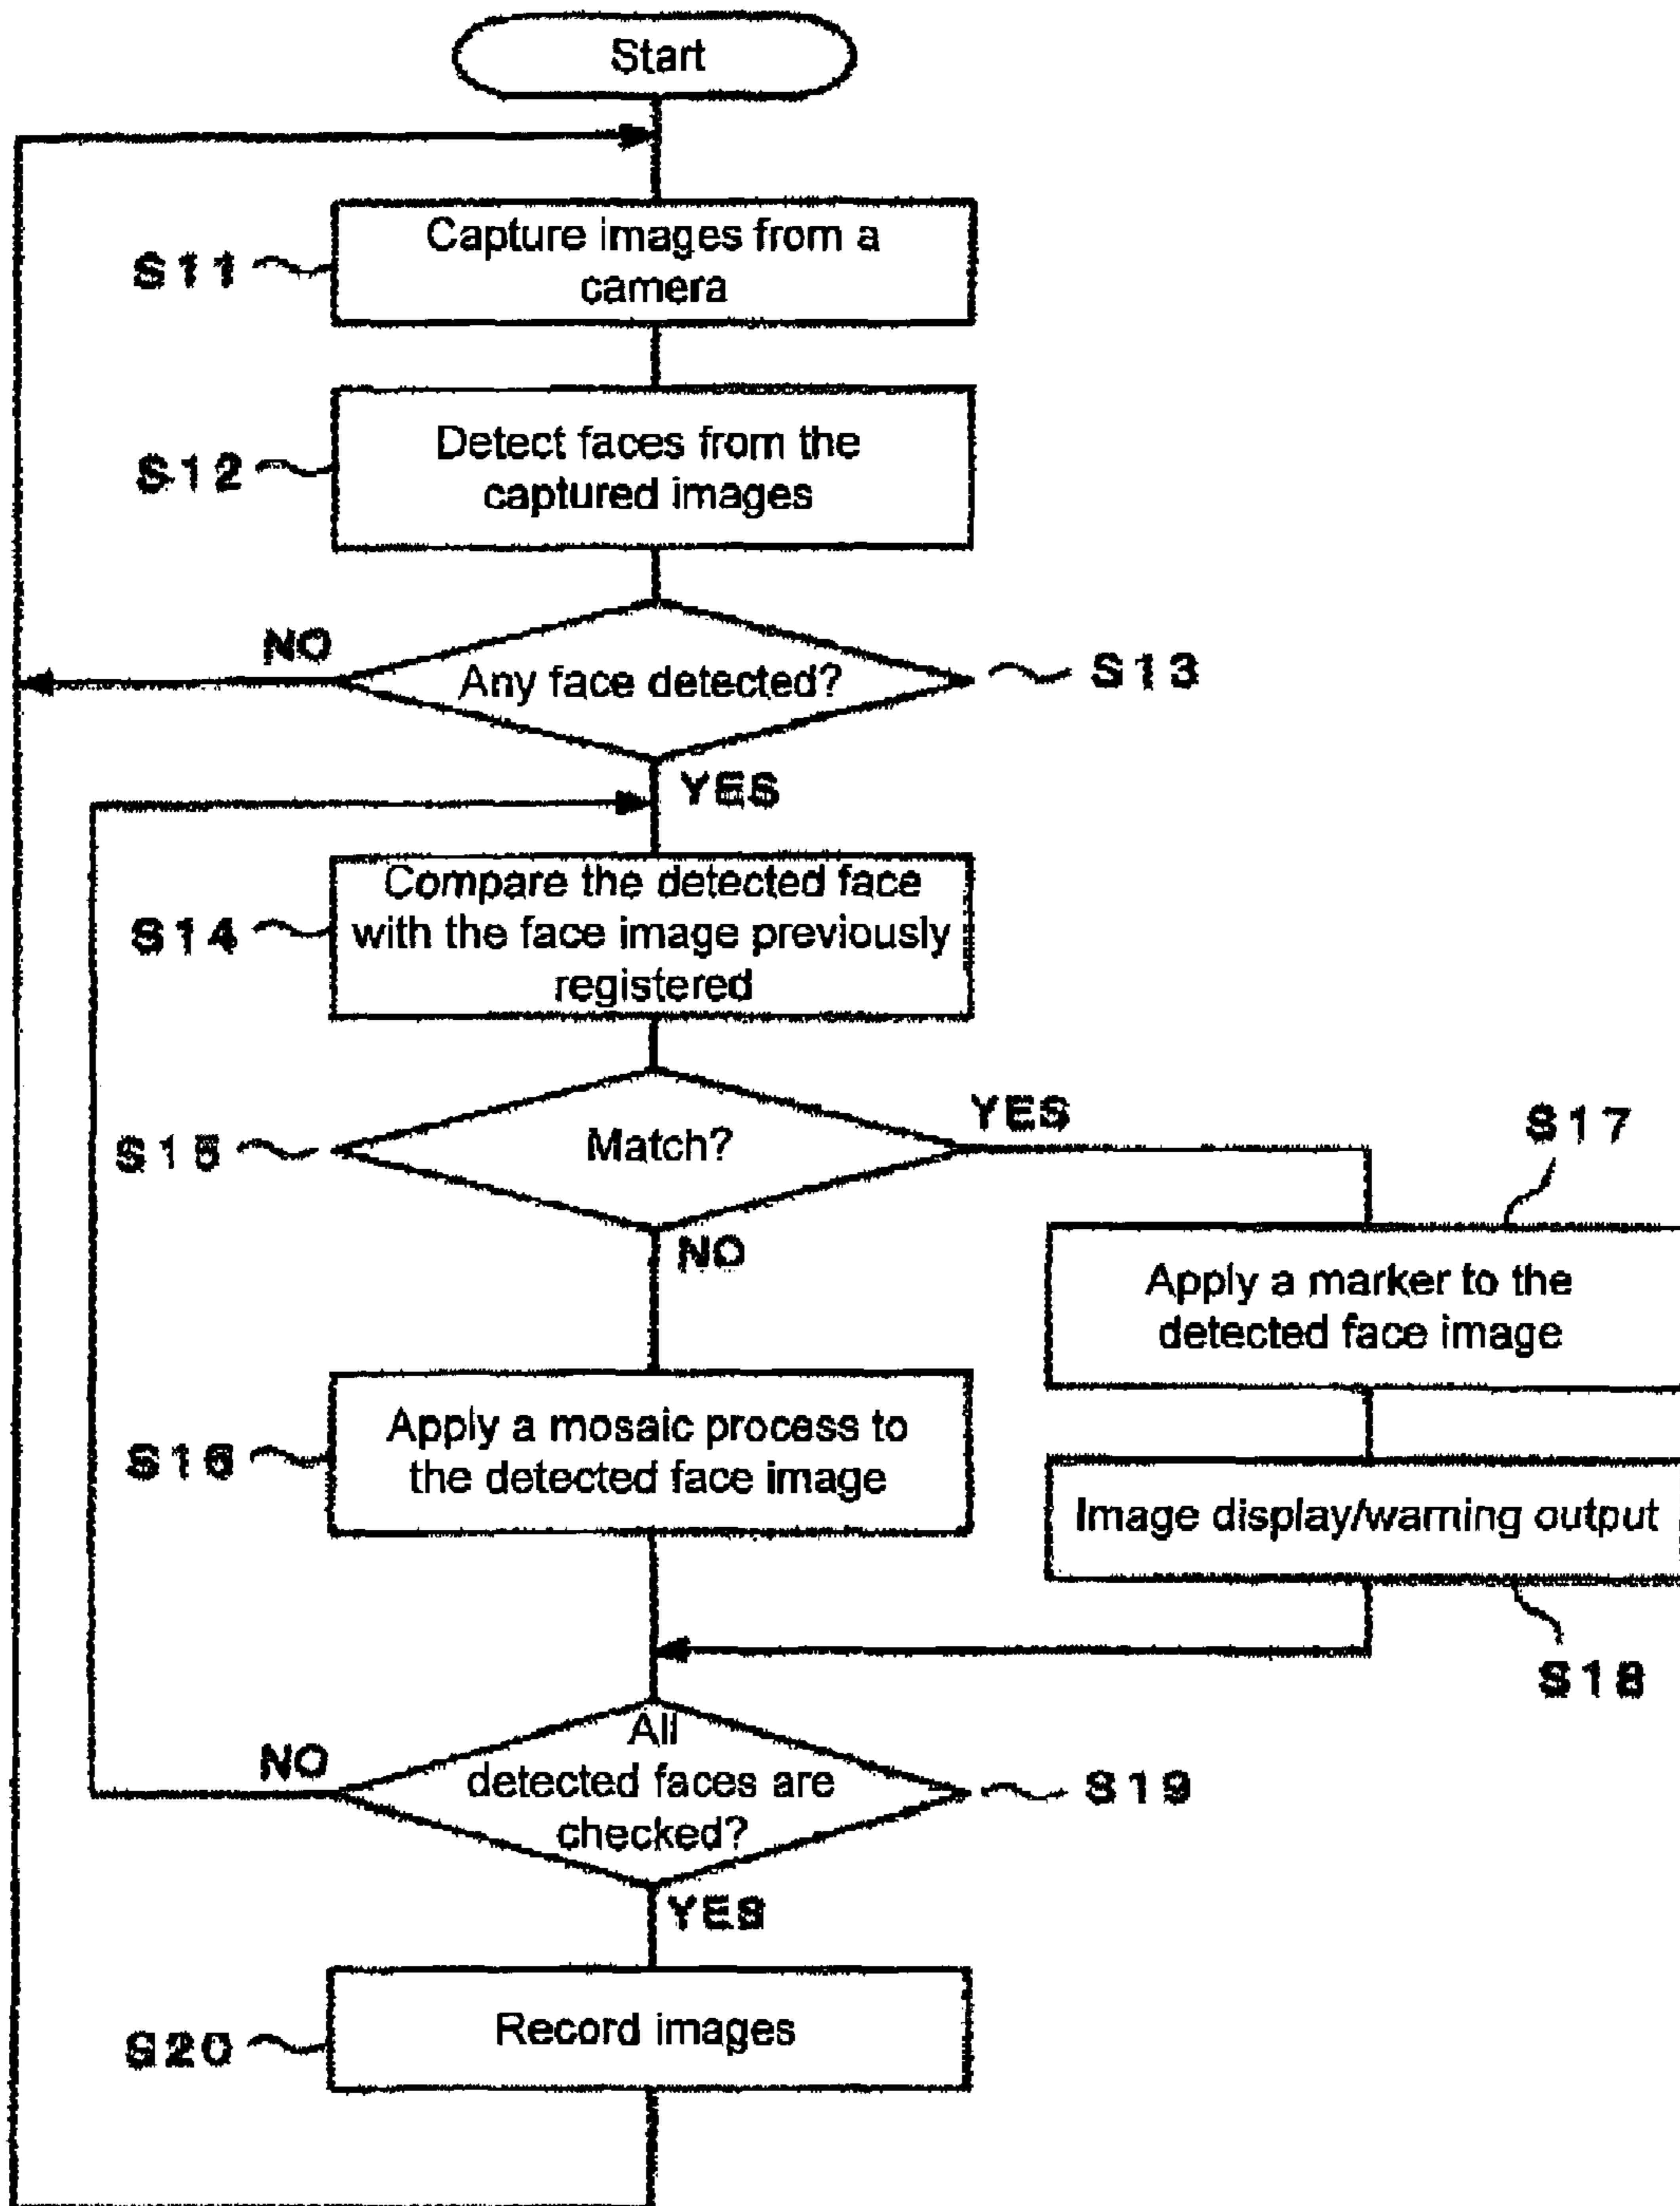 Start
S11
Capture images from a
camera
S12
Detect faces from the
captured images
NO
Any face detected?
S13
YES
S14
Compare the detected face
with the face image previously
registered
S15
Match?
YES
S17
NO
Apply a marker to the
detected face image
S16
Apply a mosaic process to
the detected face image
Image display/warning output
S18
NO
All
detected faces are
checked?
S19
YES
S20
Record images